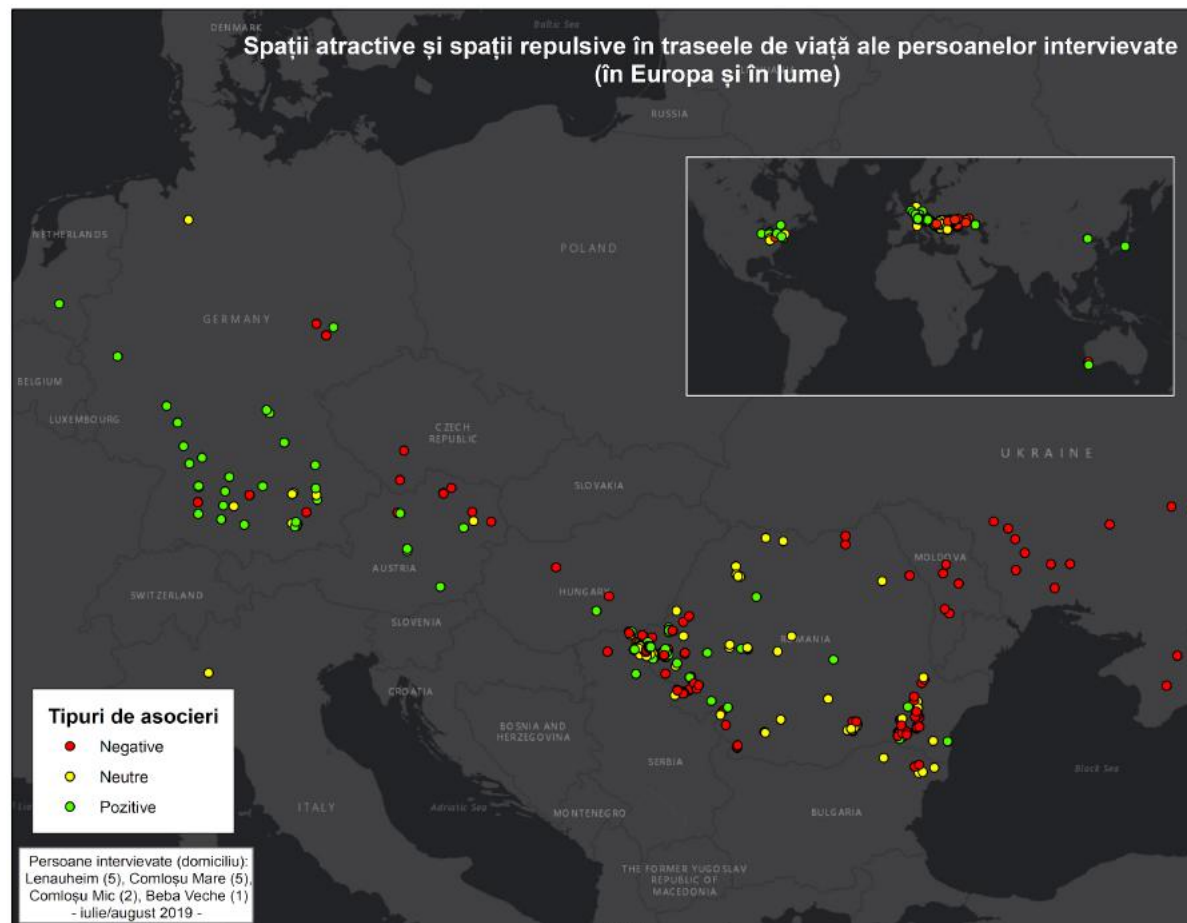 Baltic Sea
DENMARK
Spații atractive și spații repulsive în traseele de viață ale persoanelor intervievate
(în Europa și în lume)
RUSSIA
NETHERLANDS
POLAND
GERMANY
BELGIUM
LUXEMBOURG
CZECH
REPUBLIC
UKRAINE
SLOVAKIA
MOLDOVA
AUSTRIA
HUNGARY
SWITZERLAND
SLOVENIA
ROMANIA
CROATIA
BOSNIA AND
HERZEGOVINA
SERBIA
Black Sea
ITALY
Adriatic Sea
MONTENEGRO
BULGARIA
THE FORMER YUGOSLAV
REPUBLIC OF
MACEDONIA
Tipuri de asocieri
Negative
Neutre
Pozitive
Persoane intervievate (domiciliu):
Lenauheim (5), Comloșu Mare (5),
Comloșu Mic (2), Beba Veche (1)
- iulie/august 2019 -